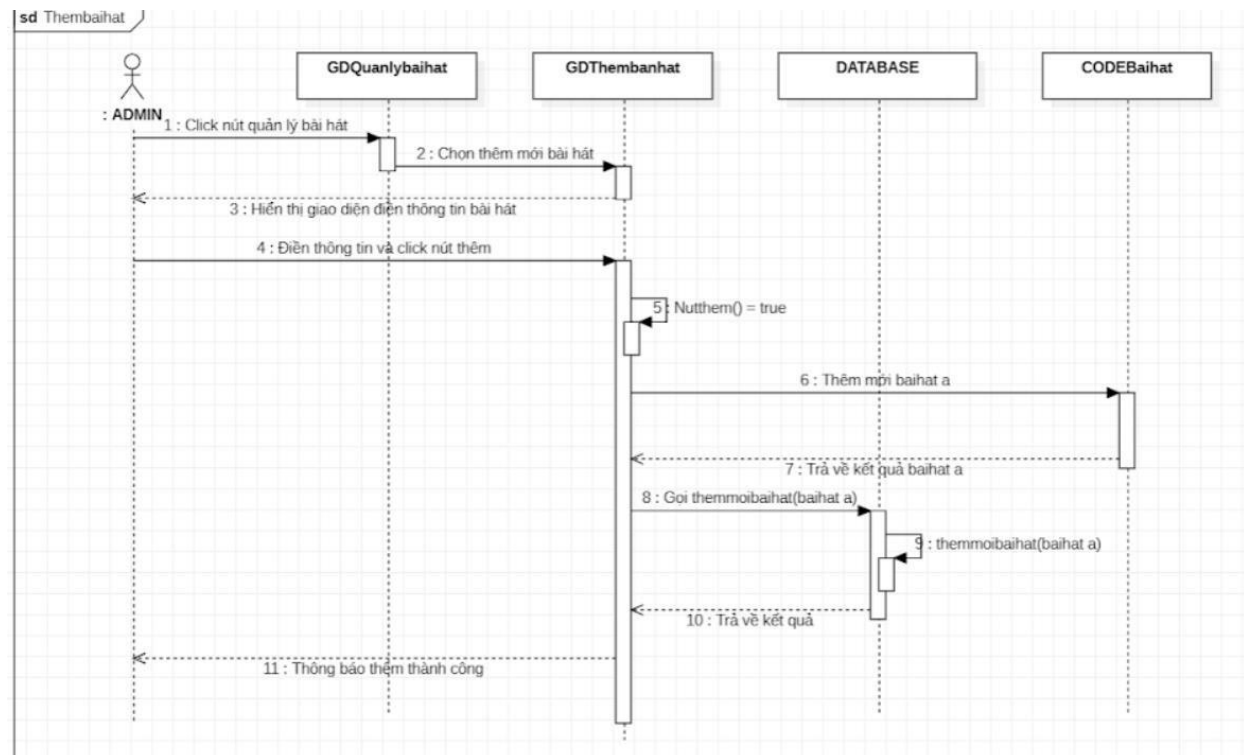 sd Thembaihat
: ADMIN
GDQuanlybaihat
GDThembanhat
DATABASE
CODEBaihat
1 : Click nút quản lý bài hát
2 : Chọn thêm mới bài hát
3 : Hiển thị giao diện điền thông tin bài hát
4 : Điền thông tin và click nút thêm
5 : Nutthem() = true
6 : Thêm mới baihat a
7 : Trả về kết quả baihat a
8 : Gọi themmoibaihat(baihat a)
9 : themmoibaihat(baihat a)
10 : Trả về kết quả
11 : Thông báo thêm thành công